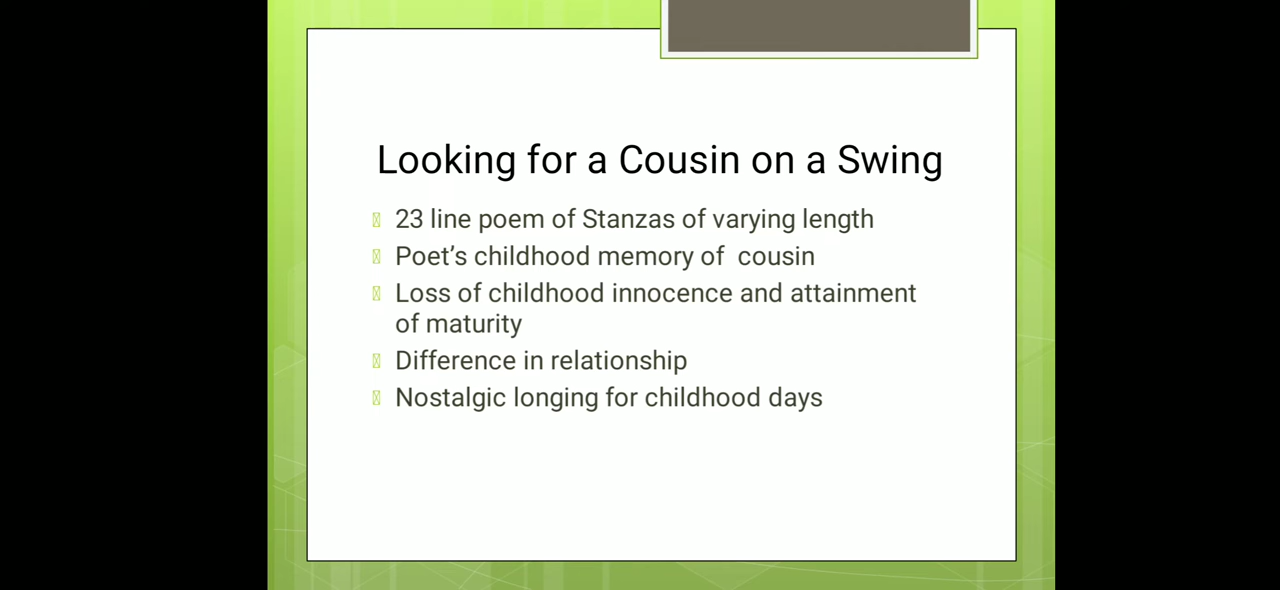 Looking for a Cousin on a Swing
23 line poem of Stanzas of varying length
Poet’s childhood memory of  cousin
Loss of childhood innocence and attainment
of maturity
Difference in relationship
Nostalgic longing for childhood days